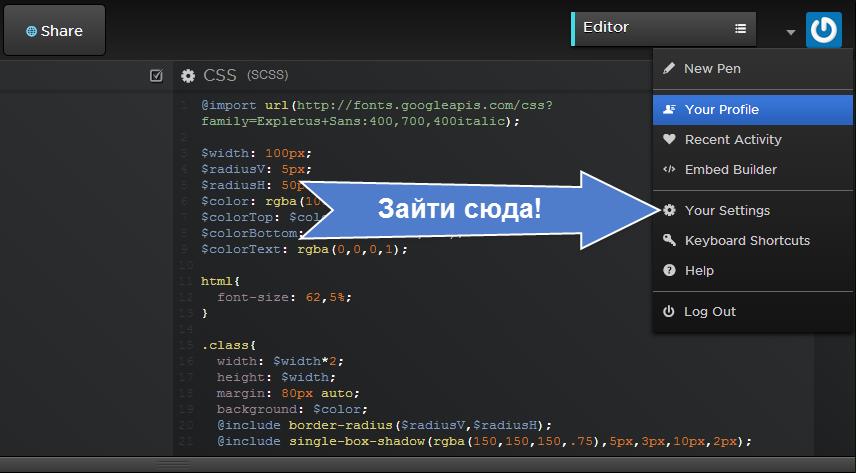 Share
Editor
CSS (SCSS)
New Pen
Your Profile
Recent Activity
Embed Builder
Your Settings
Keyboard Shortcuts
Help
Log Out
Зайти сюда!
1 @import url(http://fonts.googleapis.com/css?
family=Expletus+Sans:400,700,400italic);
2
3 $width: 100px;
4 $radiusV: 5px;
5 $radiusH: 50p
6 $color: rgba(10
7 $colorTop: $colo
8 $colorBottom:
9 $colorText: rgba(0,0,0,1);
10
11 html{
12 font-size: 62,5%;
13 }
14
15 .class{
16 width: $width*2;
17 height: $width;
18 margin: 80px auto;
19 background: $color;
20 @include border-radius($radiusV,$radiusH);
21 @include single-box-shadow(rgba(150,150,150,.75),5px,3px,10px,2px);